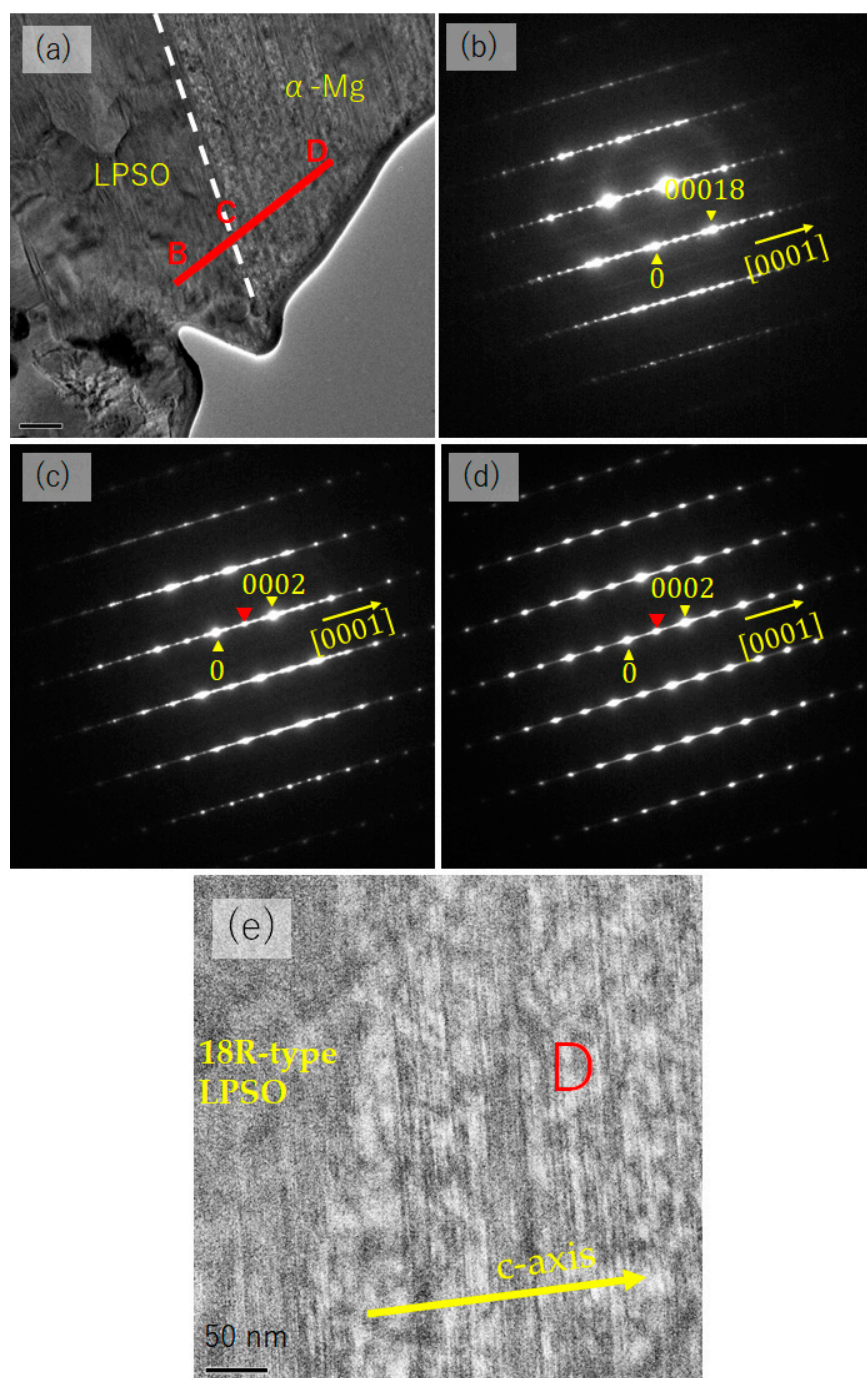 (a)
α-Mg
LPSO
D
C
B
(b)
00018
0
[0001]
(c)
0002
0
[0001]
(d)
0002
0
[0001]
(e)
18R-type
LPSO
D
c-axis
50 nm